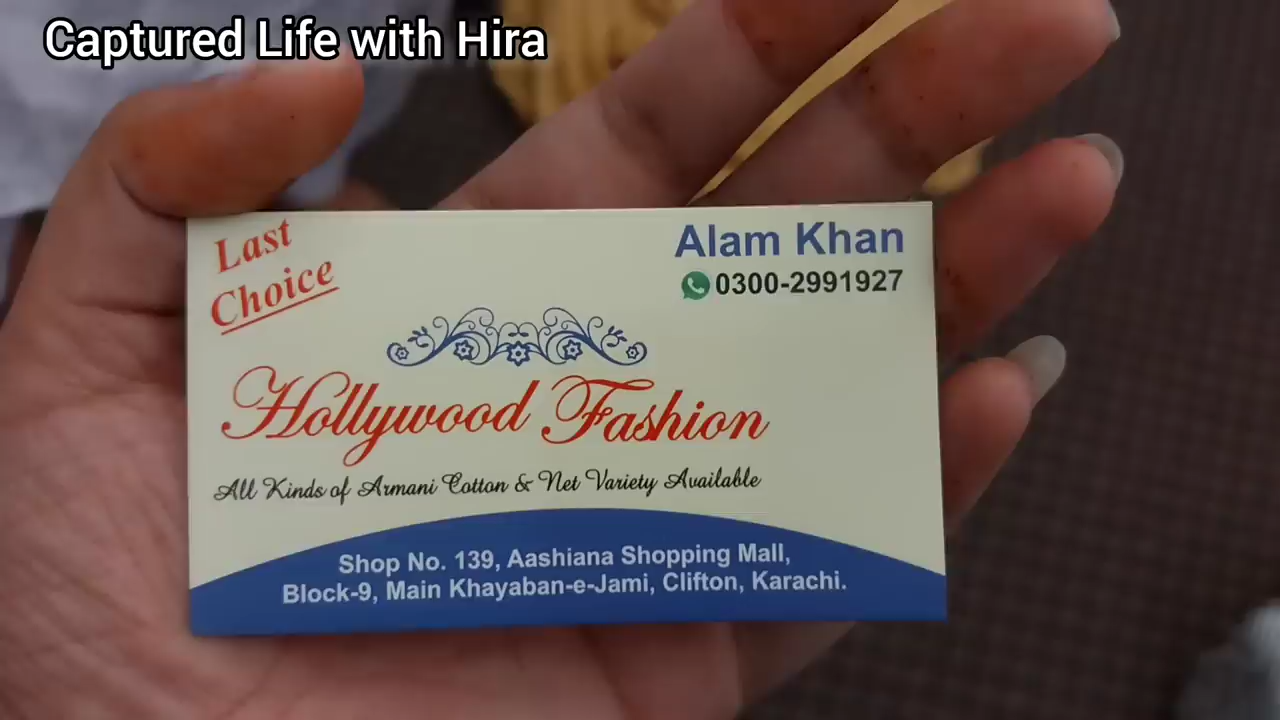 Captured Life with Hira
Last
Choice
Alam Khan
0300-2991927
Hollywood Fashion
All Kinds of Armani Cotton & Net Variety Available
Shop No. 139, Aashiana Shopping Mall,
Block-9, Main Khayaban-e-Jami, Clifton, Karachi.